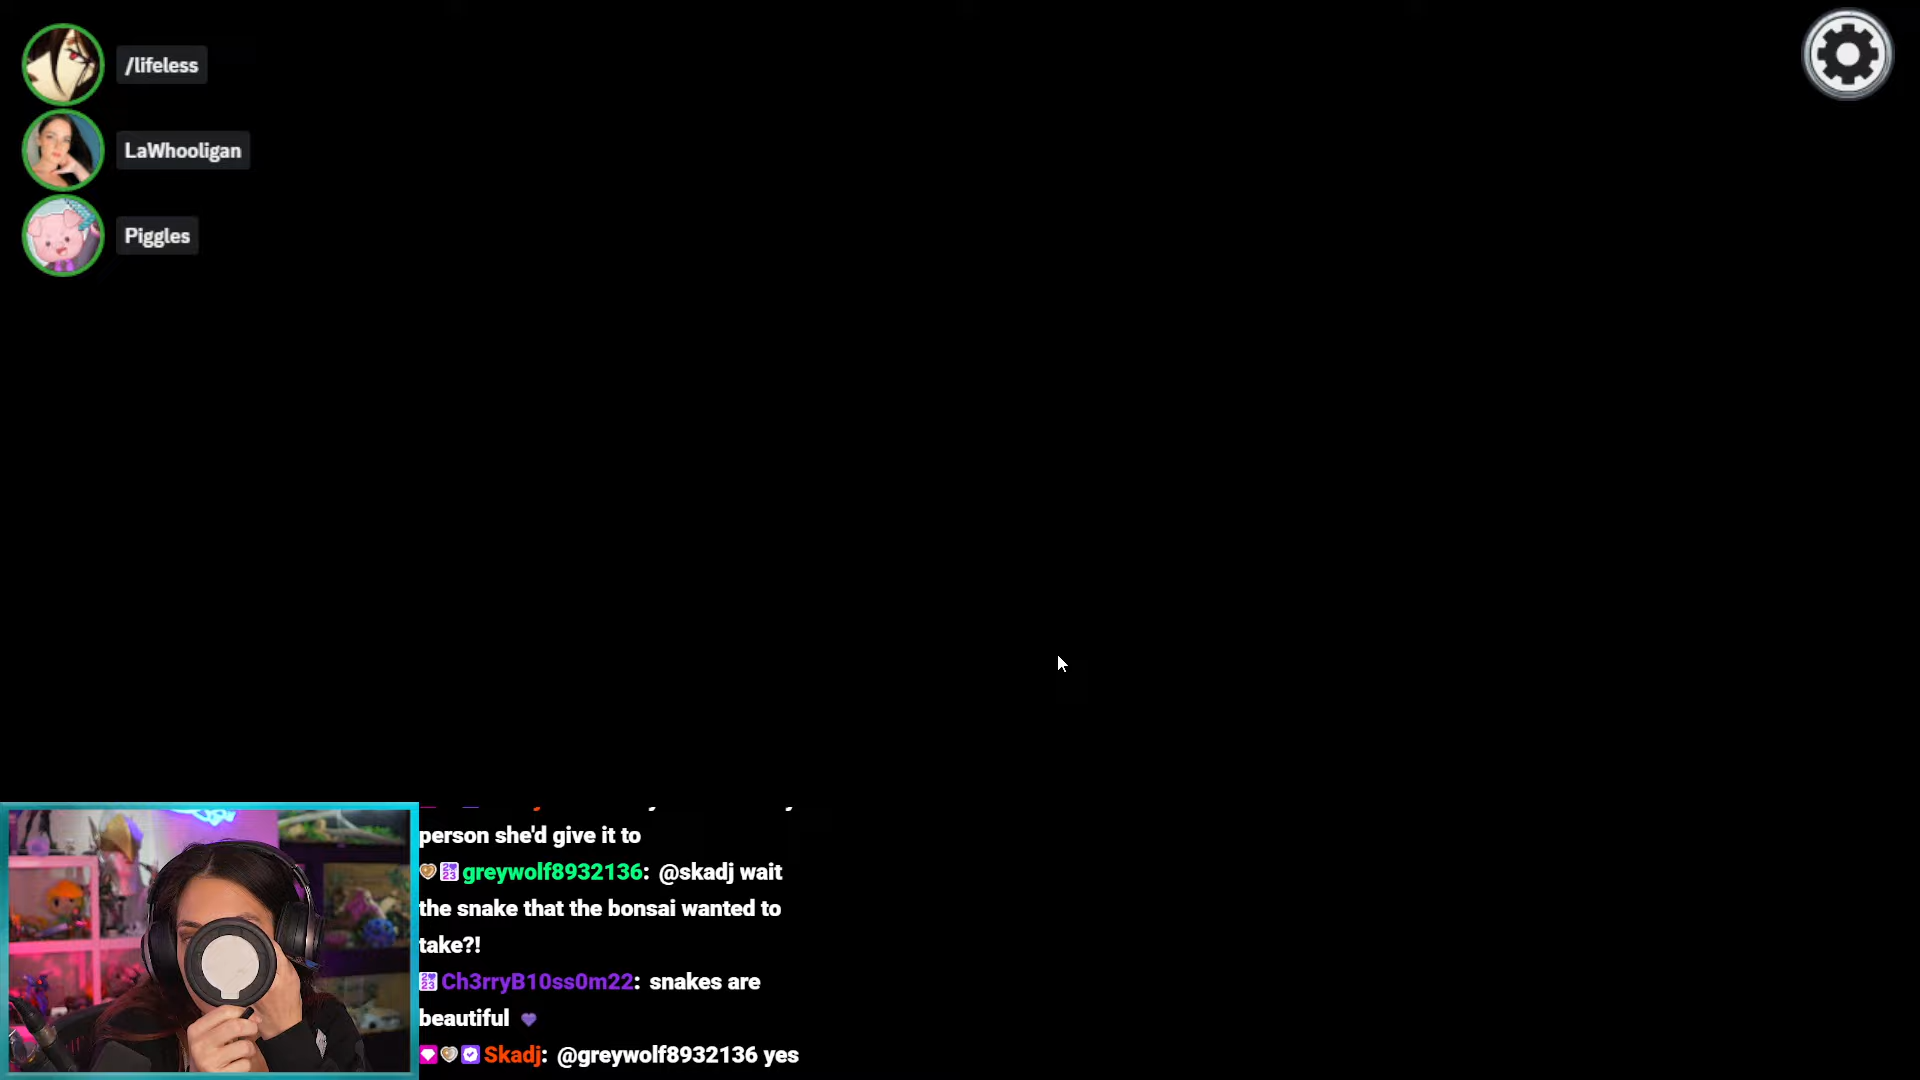 /lifeless
LaWhooligan
Piggles
person she'd give it to
greywolf8932136: @skadj wait
the snake that the bonsai wanted to
take?!
Ch3rryB10ss0m22: snakes are
beautiful
Skadj: @greywolf8932136 yes